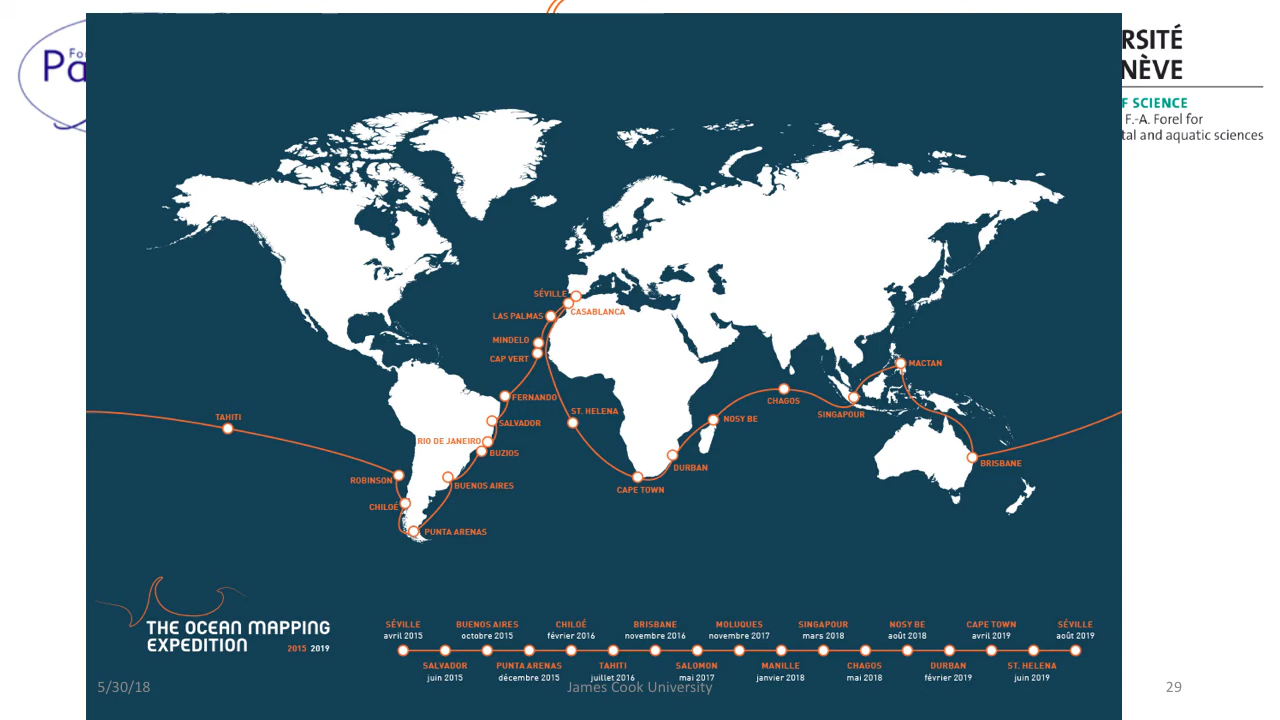 For
Pa
RSITÉ
NÈVE
F SCIENCE
F.-A. Forel for
tal and aquatic sciences
SÉVILLE
CASABLANCA
LAS PALMAS
MINDELO
CAP VERT
FERNANDO
ST. HELENA
SALVADOR
RIO DE JANEIRO
BUZIOS
TAHITI
ROBINSON
BUENOS AIRES
CHILOÉ
PUNTA ARENAS
CAPE TOWN
DURBAN
NOSY BE
CHAGOS
SINGAPOUR
MACTAN
BRISBANE
THE OCEAN MAPPING
EXPEDITION
2015 2019
SÉVILLE
avril 2015
SALVADOR
juin 2015
BUENOS AIRES
octobre 2015
PUNTA ARENAS
décembre 2015
CHILOÉ
février 2016
TAHITI
juillet 2016
BRISBANE
novembre 2016
SALOMON
mai 2017
MOLUQUES
novembre 2017
MANILLE
janvier 2018
SINGAPOUR
mars 2018
CHAGOS
mai 2018
NOSY BE
août 2018
DURBAN
février 2019
CAPE TOWN
avril 2019
ST. HELENA
juin 2019
SÉVILLE
août 2019
5/30/18
James Cook University
29